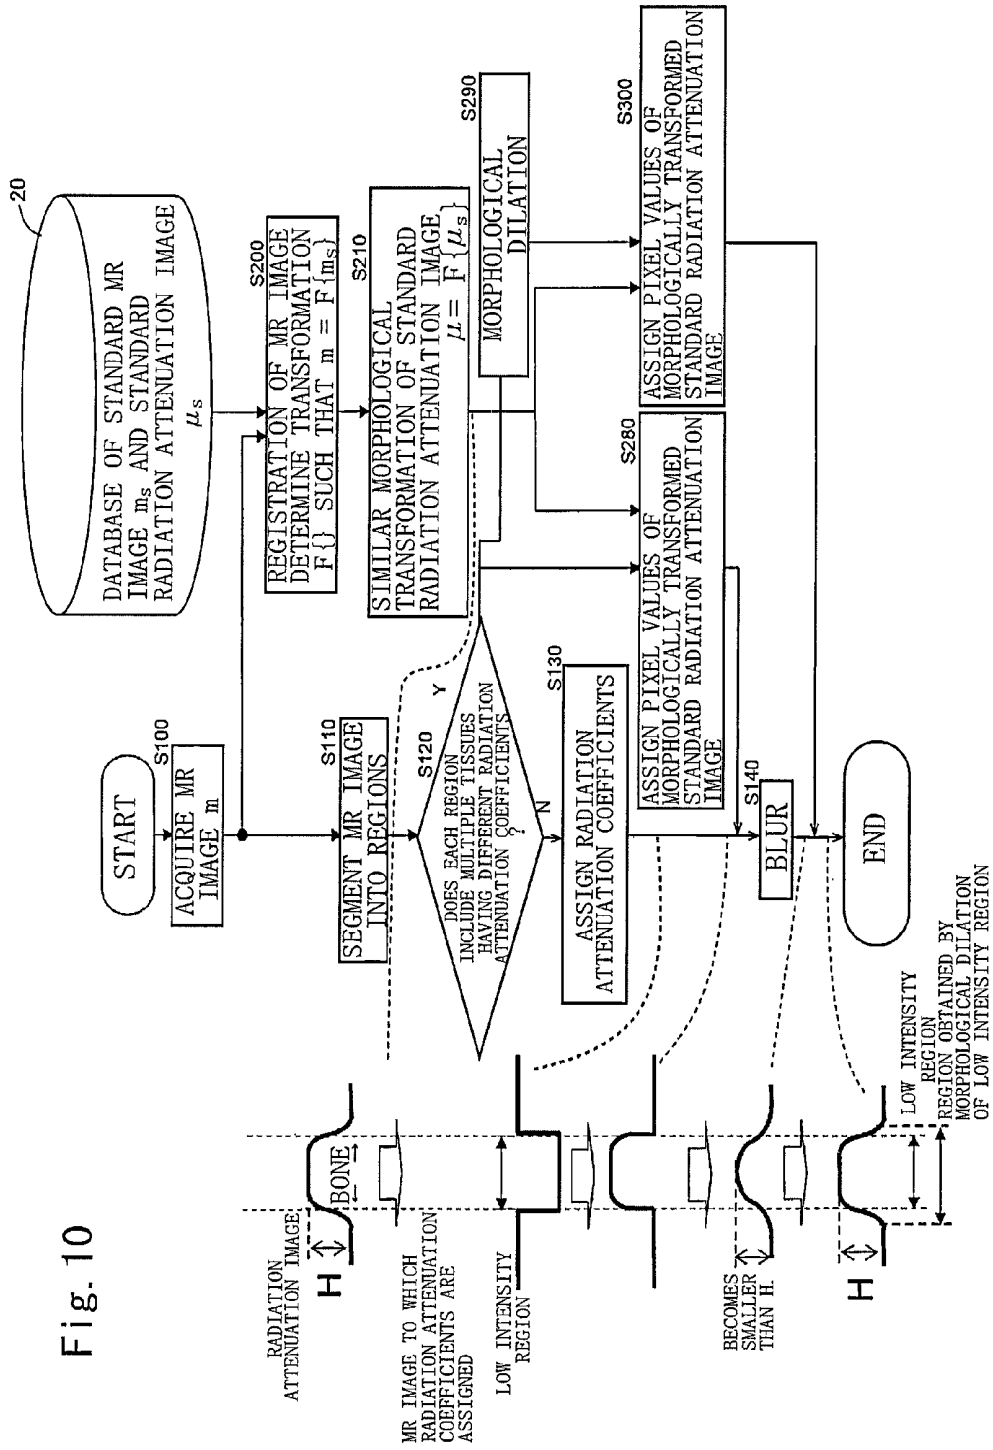 Fig. 10
START
S100
ACQUIRE MR
IMAGE m
20
DATABASE OF STANDARD MR
IMAGE ms AND STANDARD
RADIATION ATTENUATION IMAGE
μs
S200
REGISTRATION OF MR IMAGE
DETERMINE TRANSFORMATION
F{} SUCH THAT m = F{ms}
S210
SIMILAR MORPHOLOGICAL
TRANSFORMATION OF STANDARD
RADIATION ATTENUATION IMAGE
μ = F{μs}
S110
SEGMENT MR IMAGE
INTO REGIONS
S120
DOES EACH REGION
INCLUDE MULTIPLE TISSUES
HAVING DIFFERENT RADIATION
ATTENUATION COEFFICIENTS
?
Y
N
S290
MORPHOLOGICAL
DILATION
S130
ASSIGN RADIATION
ATTENUATION COEFFICIENTS
S280
ASSIGN PIXEL VALUES OF
MORPHOLOGICALLY TRANSFORMED
STANDARD RADIATION ATTENUATION
IMAGE
S300
ASSIGN PIXEL VALUES OF
MORPHOLOGICALLY TRANSFORMED
STANDARD RADIATION ATTENUATION
IMAGE
S140
BLUR
END
RADIATION
ATTENUATION IMAGE
H
BONE
MR IMAGE TO WHICH
RADIATION ATTENUATION
COEFFICIENTS ARE
ASSIGNED
LOW INTENSITY
REGION
BECOMES
SMALLER
THAN H.
H
LOW INTENSITY
REGION
REGION OBTAINED BY
MORPHOLOGICAL DILATION
OF LOW INTENSITY REGION